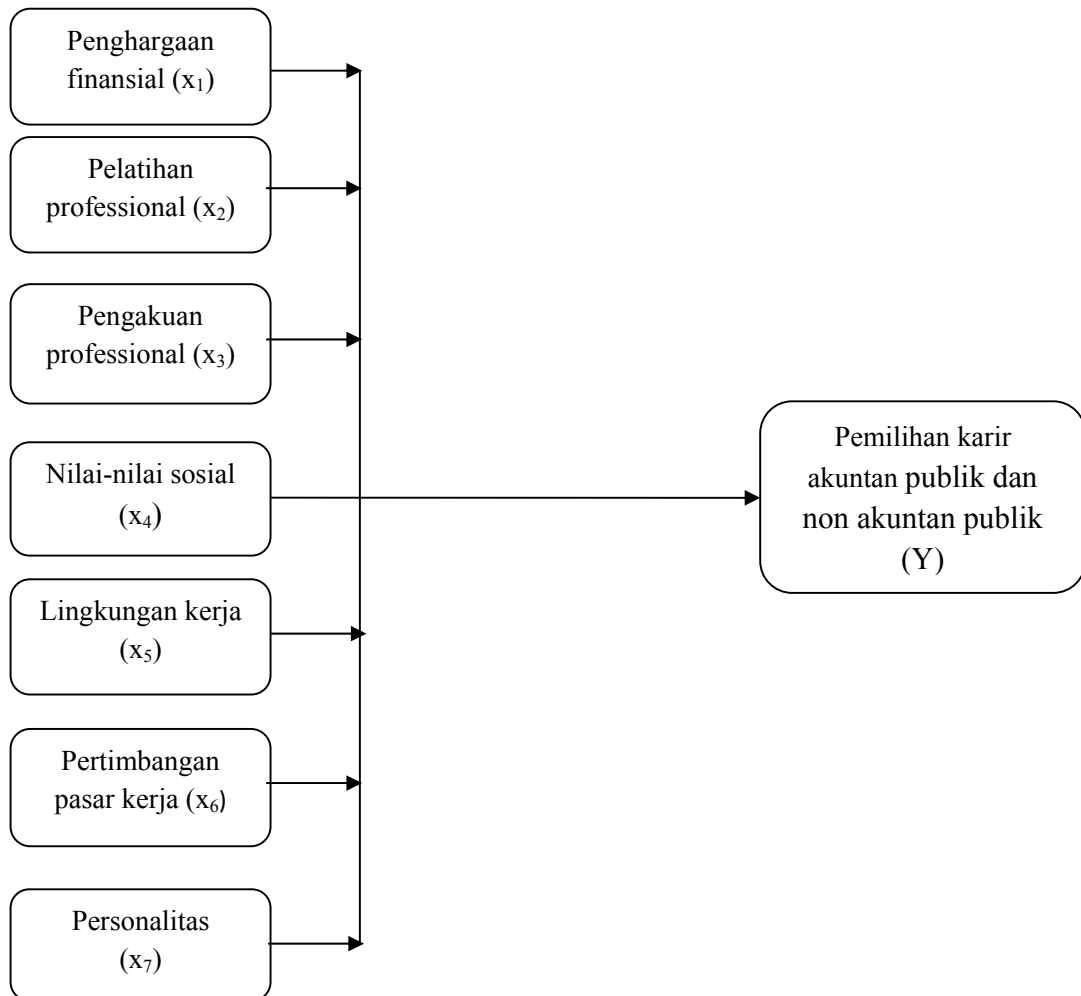 Penghargaan
finansial (x₁)
Pelatihan
professional (x₂)
Pengakuan
professional (x₃)
Nilai-nilai sosial
(x₄)
Lingkungan kerja
(x₅)
Pertimbangan
pasar kerja (x₆)
Personalitas
(x₇)
Pemilihan karir
akuntan publik dan
non akuntan publik
(Y)